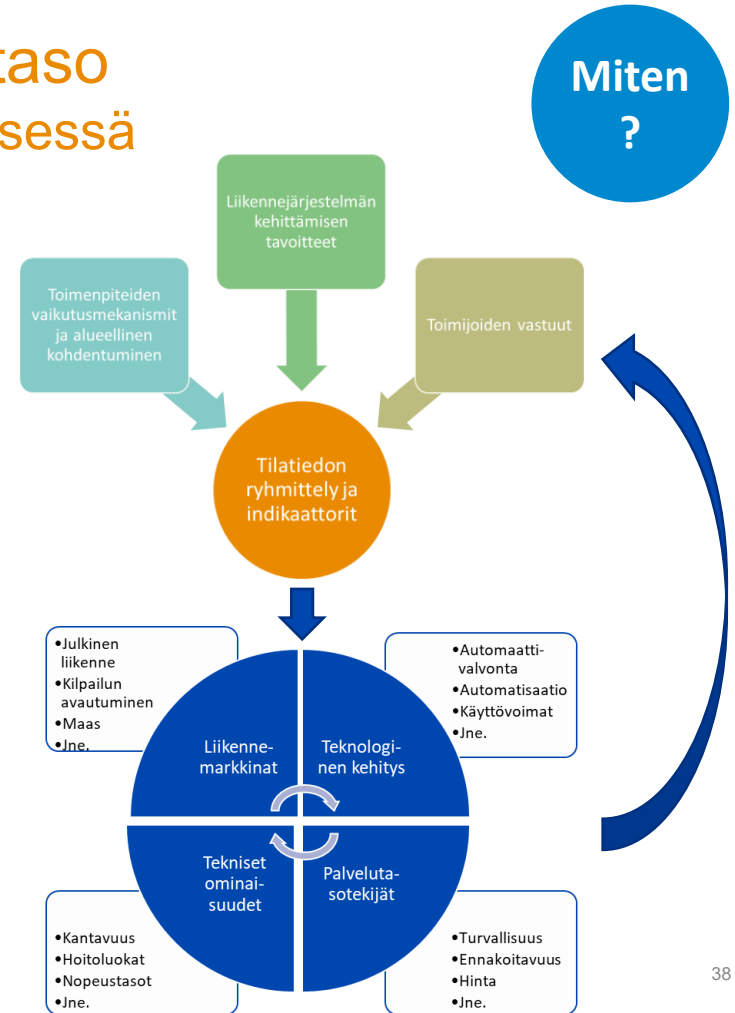 taso
sessä
Miten
?
Liikennejärjestelmän
kehittämisen
tavoitteet
Toimenpiteiden
vaikutusmekanismit
ja alueellinen
kohdentuminen
Toimijoiden vastuut
Tilatiedon
ryhmittely ja
indikaattorit
•Julkinen
liikenne
•Kilpailun
avautuminen
•Maas
•Jne.
•Automaatti-
valvonta
•Automatisaatio
•Käyttövoimat
•Jne.
Liikenne-
markkinat
Teknologi-
nen kehitys
Tekniset
ominai-
suudet
Palveluta-
sotekijät
•Kantavuus
•Hoitoluokat
•Nopeustasot
•Jne.
•Turvallisuus
•Ennakoitavuus
•Hinta
•Jne.
38